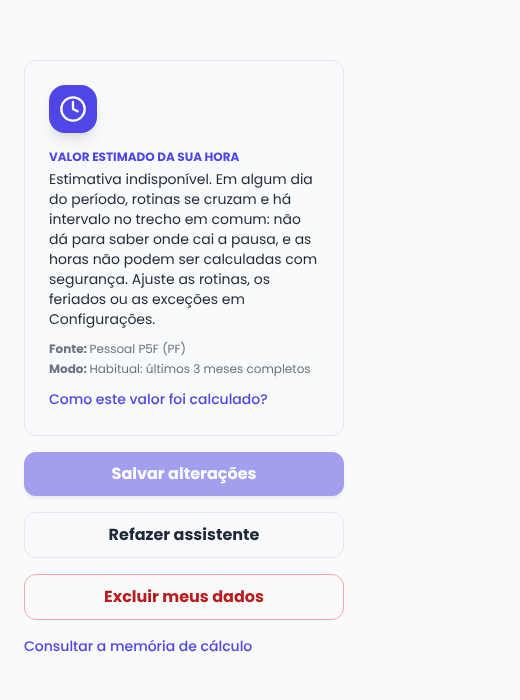 VALOR ESTIMADO DA SUA HORA
Estimativa indisponível. Em algum dia
do período, rotinas se cruzam e há
intervalo no trecho em comum: não
dá para saber onde cai a pausa, e as
horas não podem ser calculadas com
segurança. Ajuste as rotinas, os
feriados ou as exceções em
Configurações.
Fonte: Pessoal P5F (PF)
Modo: Habitual: últimos 3 meses completos
Como este valor foi calculado?
Salvar alterações
Refazer assistente
Excluir meus dados
Consultar a memória de cálculo